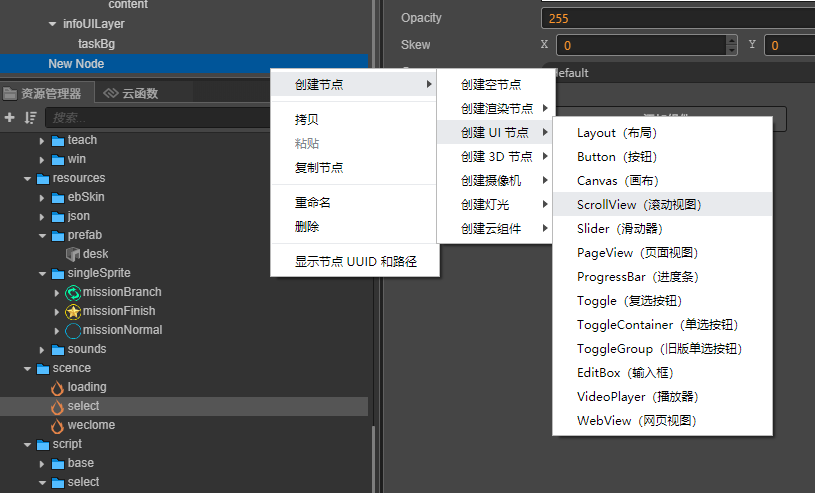 content
infoUILayer
taskBg
New Node
资源管理器
云函数
搜索...
teach
win
resources
ebSkin
json
prefab
desk
singleSprite
missionBranch
missionFinish
missionNormal
sounds
scence
loading
select
weclome
script
base
select
Opacity
255
Skew
X
0
Y
0
创建节点
拷贝
粘贴
复制节点
重命名
删除
显示节点 UUID 和路径
创建空节点
创建渲染节点
创建 UI 节点
创建 3D 节点
创建摄像机
创建灯光
创建云组件
Layout（布局）
Button（按钮）
Canvas（画布）
ScrollView（滚动视图）
Slider（滑动器）
PageView（页面视图）
ProgressBar（进度条）
Toggle（复选按钮）
ToggleContainer（单选按钮）
ToggleGroup（旧版单选按钮）
EditBox（输入框）
VideoPlayer（播放器）
WebView（网页视图）